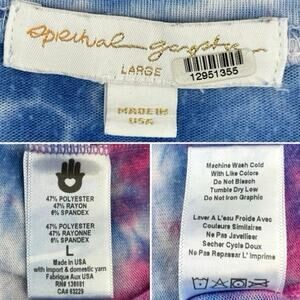 spiritual gangster
LARGE
12951355
MADE IN
USA
47% POLYESTER
47% RAYON
6% SPANDEX
47% POLYESTER
47% RAYONNE
6% SPANDEX
L
Made in USA
with import & domestic yarn
Fabrique Aux USA
RN# 138681
CA# 63229
Machine Wash Cold
With Like Colors
Do Not Bleach
Tumble Dry Low
Do Not Iron Graphic
Laver A L'eau Froide Avec
Couleurs Similaires
Ne Pas Javelliser
Secher Cycle Doux
Ne Pas Repasser L' Imprime